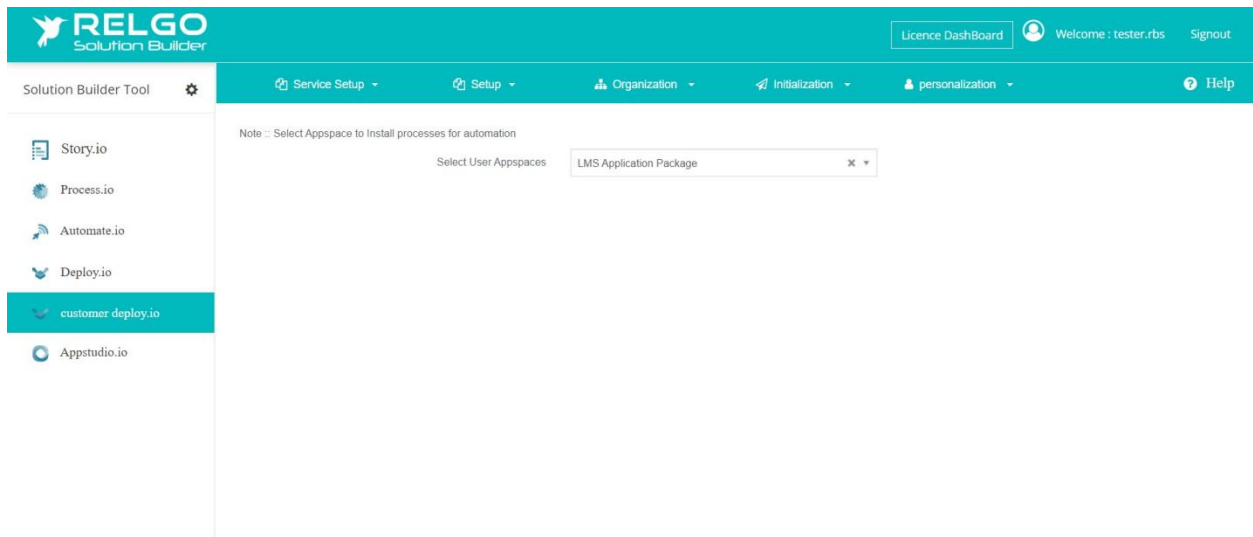 RELGO
Solution Builder
Licence DashBoard
Welcome : tester.rbs
Signout
Solution Builder Tool
Service Setup
Setup
Organization
Initialization
personalization
Help
Note :: Select Appspace to Install processes for automation
Select User Appspaces
LMS Application Package
Story.io
Process.io
Automate.io
Deploy.io
customer deploy.io
Appstudio.io